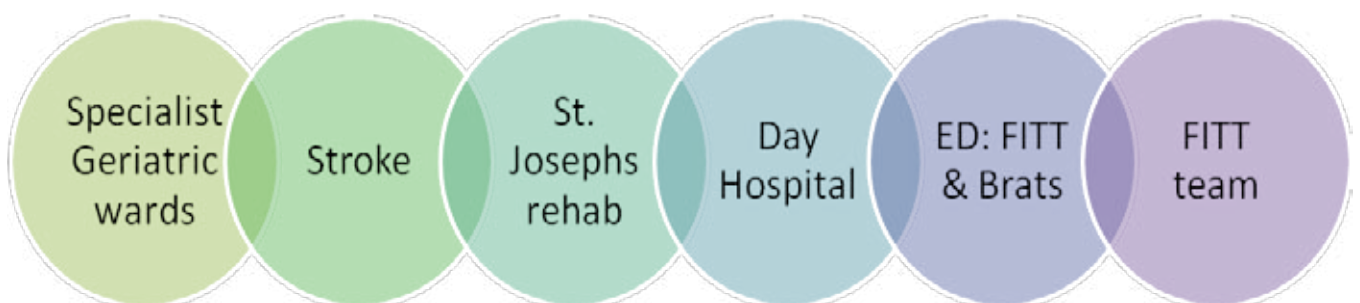 Specialist
Geriatric
wards
Stroke
St.
Josephs
rehab
Day
Hospital
ED: FITT
& Brats
FITT
team